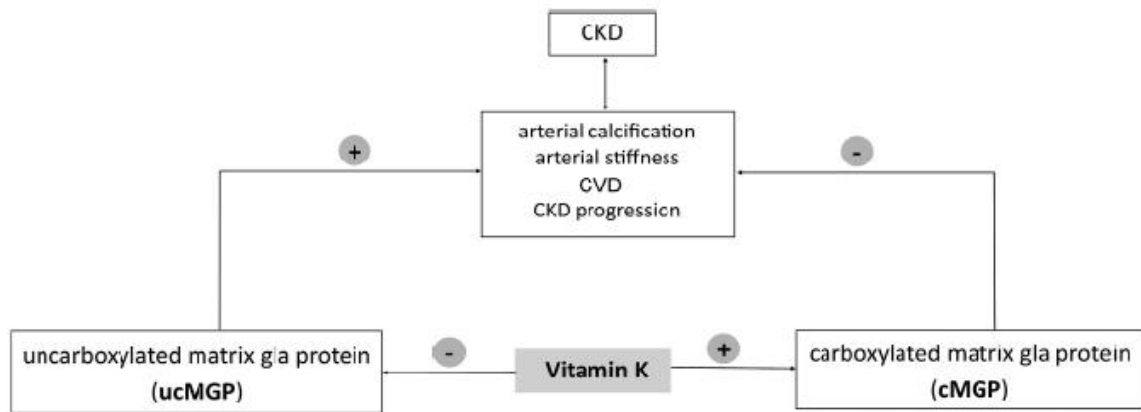 CKD
arterial calcification
arterial stiffness
CVD
CKD progression
+
-
uncarboxylated matrix gla protein
(ucMGP)
-
Vitamin K
+
carboxylated matrix gla protein
(cMGP)